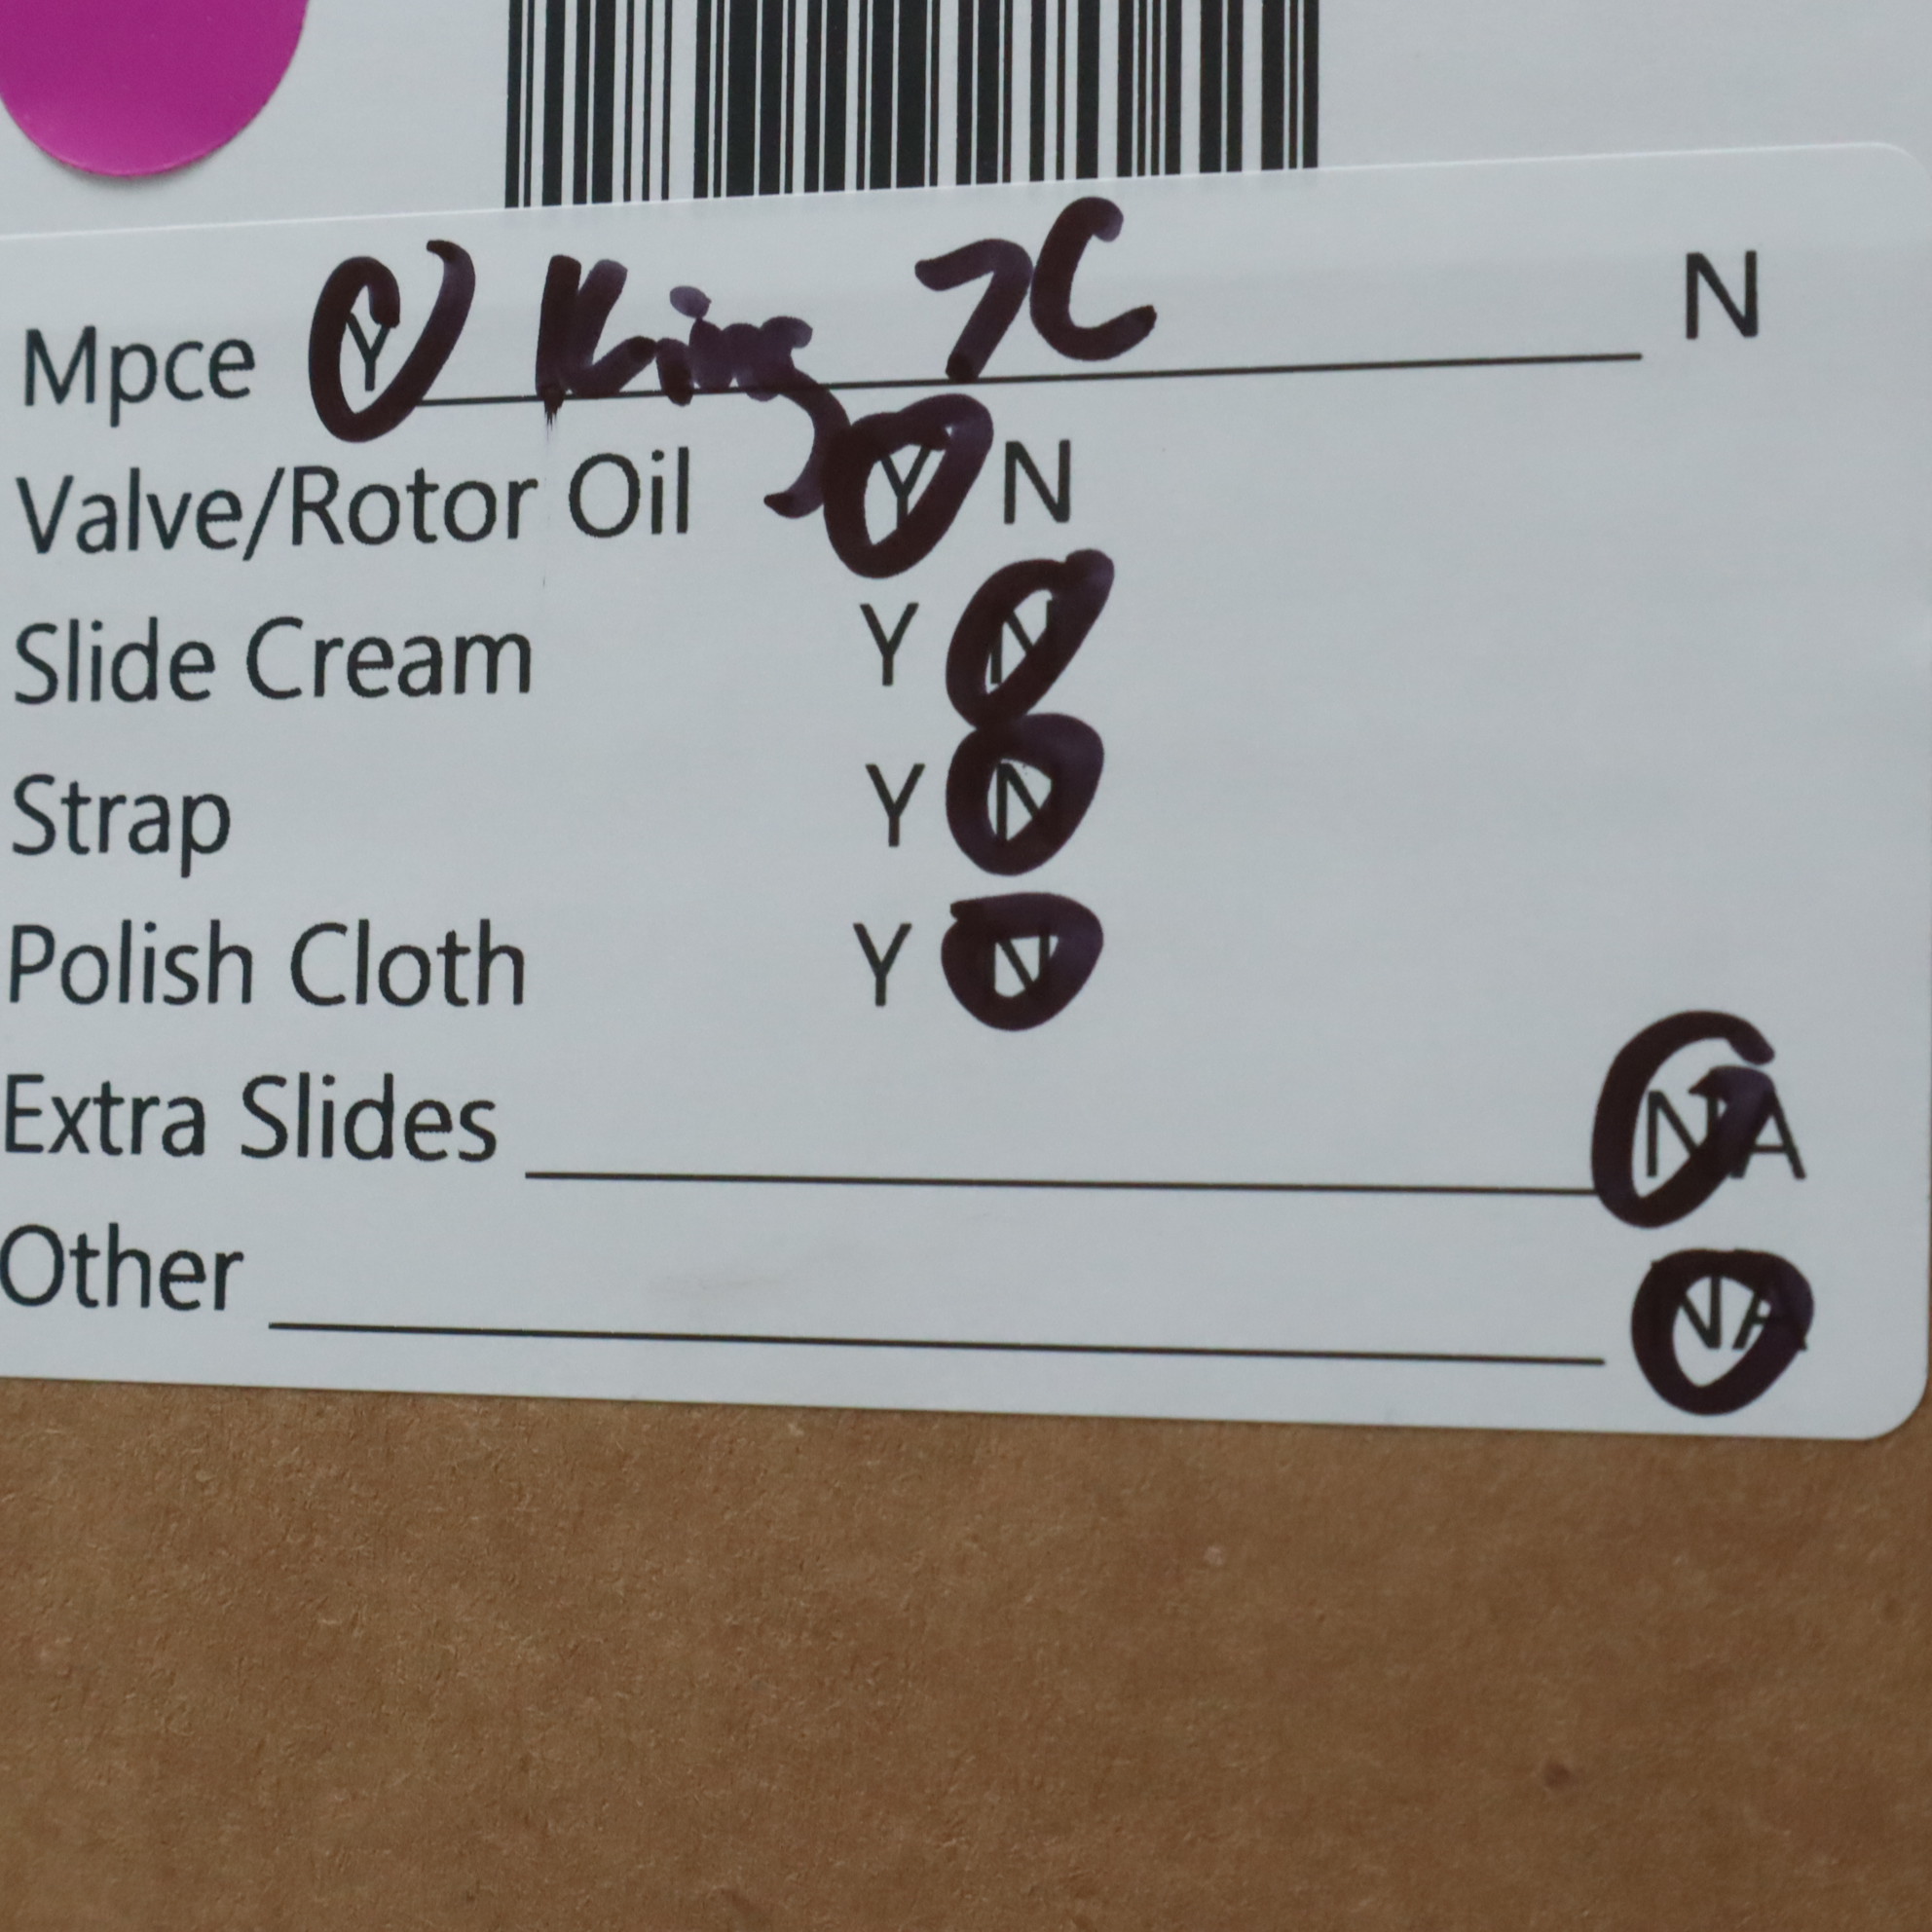 Mpce Y King 7C N
Valve/Rotor Oil Y N
Slide Cream Y N
Strap Y N
Polish Cloth Y N
Extra Slides NA
Other NA